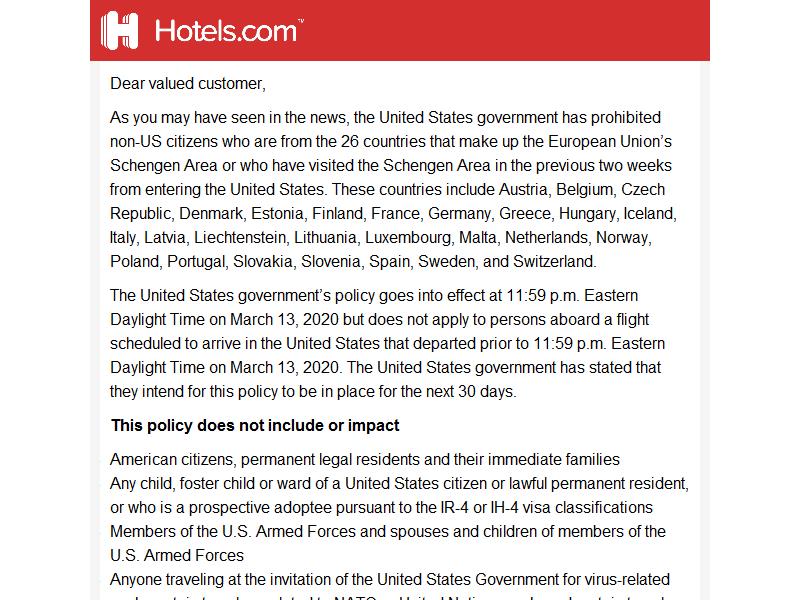 Hotels.com™
Dear valued customer,
As you may have seen in the news, the United States government has prohibited
non-US citizens who are from the 26 countries that make up the European Union’s
Schengen Area or who have visited the Schengen Area in the previous two weeks
from entering the United States. These countries include Austria, Belgium, Czech
Republic, Denmark, Estonia, Finland, France, Germany, Greece, Hungary, Iceland,
Italy, Latvia, Liechtenstein, Lithuania, Luxembourg, Malta, Netherlands, Norway,
Poland, Portugal, Slovakia, Slovenia, Spain, Sweden, and Switzerland.
The United States government’s policy goes into effect at 11:59 p.m. Eastern
Daylight Time on March 13, 2020 but does not apply to persons aboard a flight
scheduled to arrive in the United States that departed prior to 11:59 p.m. Eastern
Daylight Time on March 13, 2020. The United States government has stated that
they intend for this policy to be in place for the next 30 days.
This policy does not include or impact
American citizens, permanent legal residents and their immediate families
Any child, foster child or ward of a United States citizen or lawful permanent resident,
or who is a prospective adoptee pursuant to the IR-4 or IH-4 visa classifications
Members of the U.S. Armed Forces and spouses and children of members of the
U.S. Armed Forces
Anyone traveling at the invitation of the United States Government for virus-related